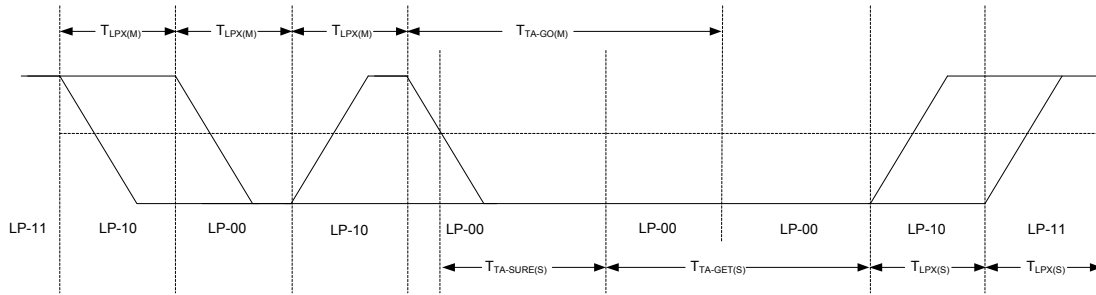 TLPX(M) TLPX(M) TLPX(M) TTA-GO(M)
LP-11 LP-10 LP-00 LP-10 LP-00 LP-00 LP-00 LP-10 LP-11
TTA-SURE(S) TTA-GET(S) TLPX(S) TLPX(S)